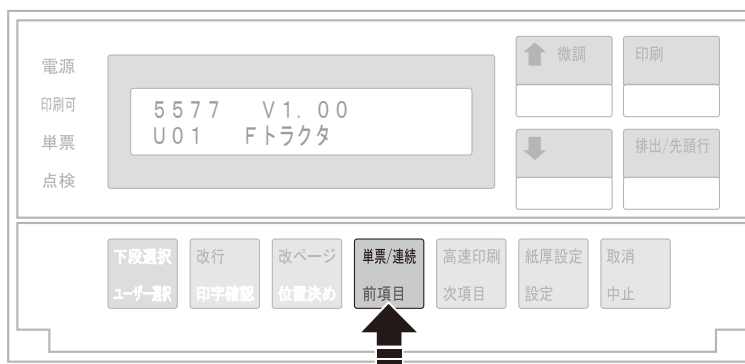 電源
印刷可
単票
点検
5577 V1.00
U01 Fトラクタ
微調
印刷
排出/先頭行
下段選択 改行 改ページ 単票/連続 高速印刷 紙厚設定 取消
ユーザー選択 印字確認 位置決め 前項目 次項目 設定 中止